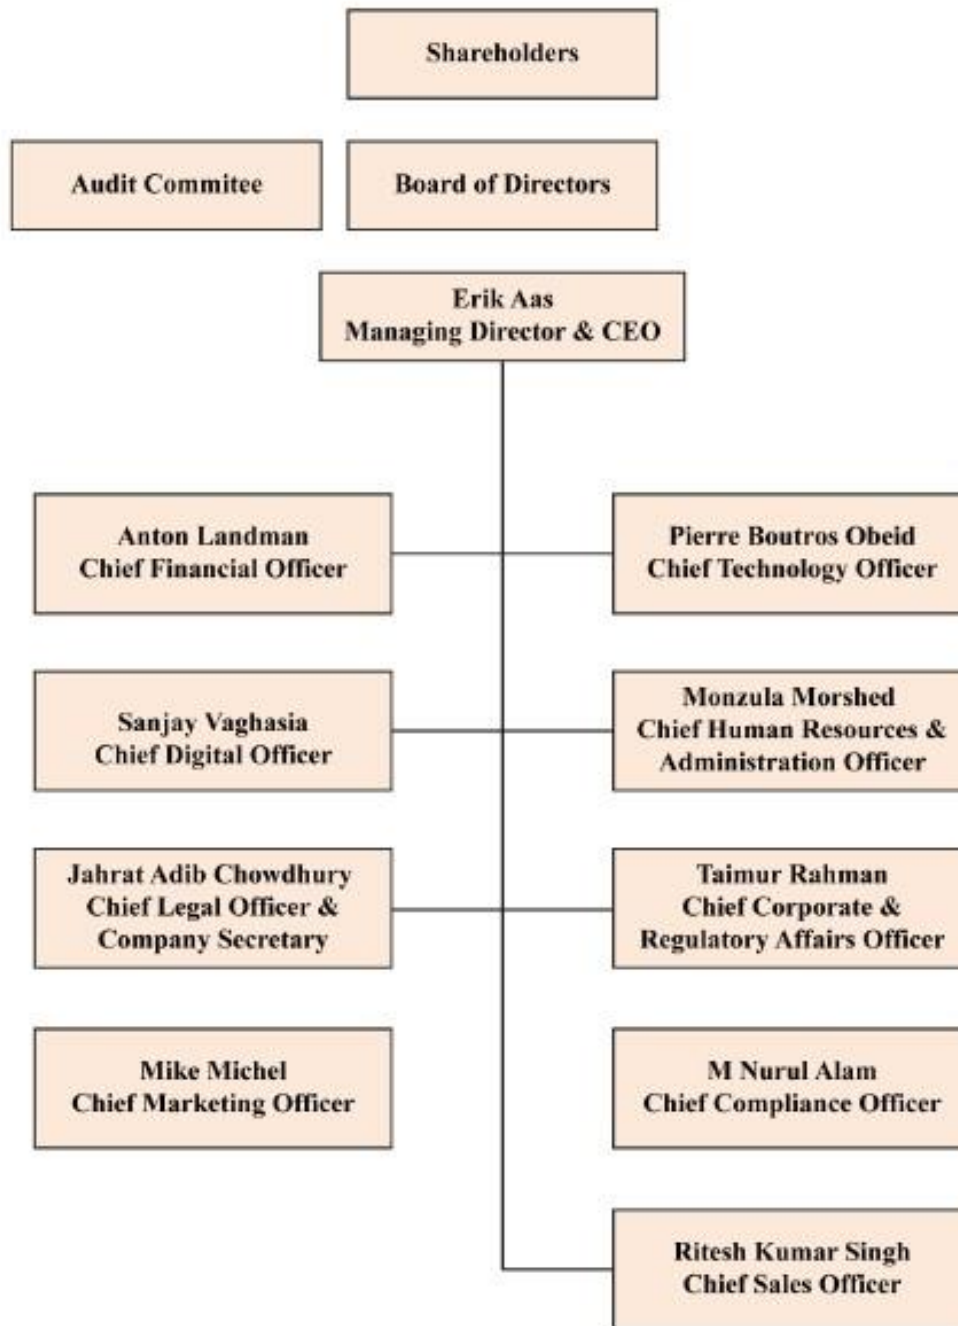 Shareholders
Audit Commitee
Board of Directors
Erik Aas
Managing Director & CEO
Anton Landman
Chief Financial Officer
Pierre Boutros Obeid
Chief Technology Officer
Sanjay Vaghasia
Chief Digital Officer
Monzula Morshed
Chief Human Resources &
Administration Officer
Jahrat Adib Chowdhury
Chief Legal Officer &
Company Secretary
Taimur Rahman
Chief Corporate &
Regulatory Affairs Officer
Mike Michel
Chief Marketing Officer
M Nurul Alam
Chief Compliance Officer
Ritesh Kumar Singh
Chief Sales Officer